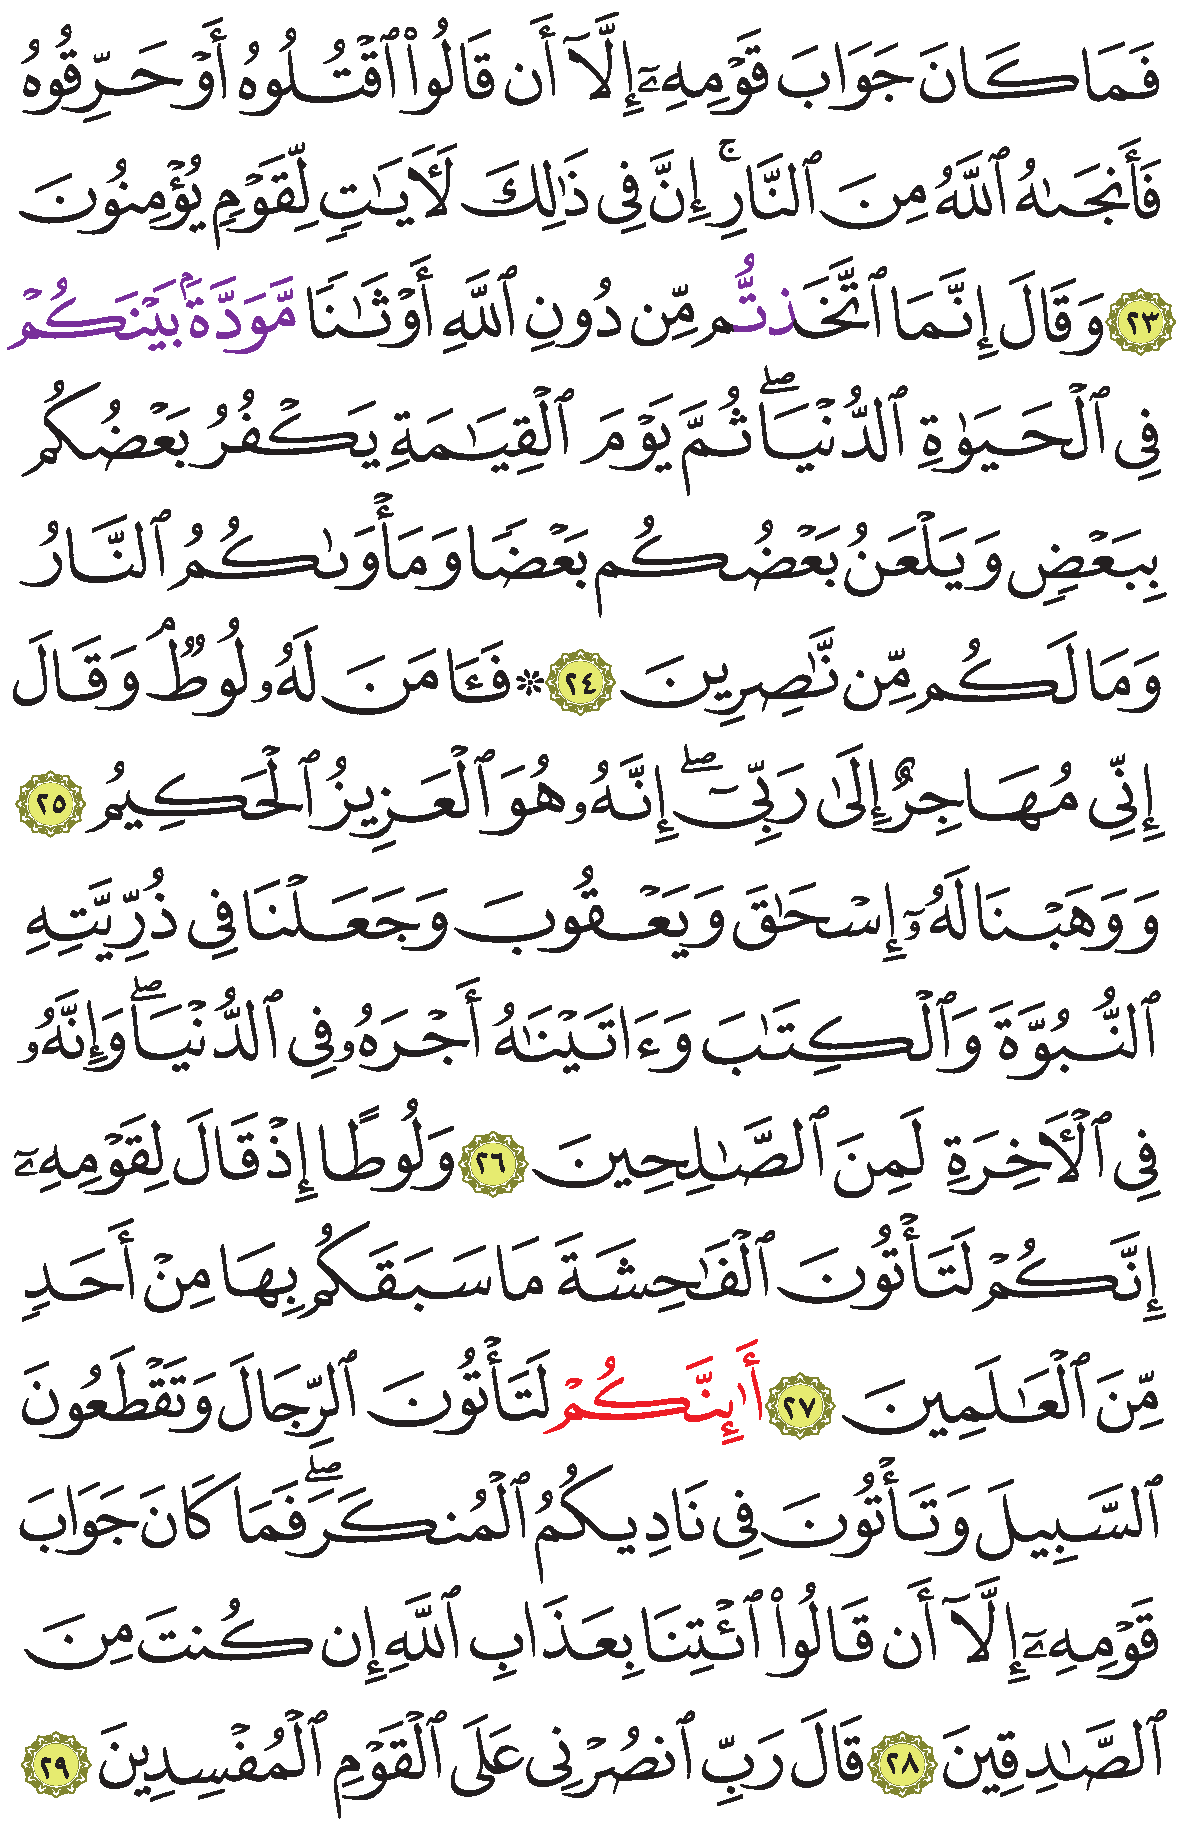 فَمَا كَانَ جَوَابَ قَوْمِهِۦٓ إِلَّآ أَن قَالُوا۟ ٱقْتُلُوهُ أَوْ حَرِّقُوهُ
فَأَنجَىٰهُ ٱللَّهُ مِنَ ٱلنَّارِ ۚ إِنَّ فِى ذَٰلِكَ لَـَٔايَـٰتٍ لِّقَوْمٍ يُؤْمِنُونَ
٢٣ وَقَالَ إِنَّمَا ٱتَّخَذتُّم مِّن دُونِ ٱللَّهِ أَوْثَـٰنًا مَّوَدَّةًۢ بَيْنَكُمْ
فِى ٱلْحَيَوٰةِ ٱلدُّنْيَا ۖ ثُمَّ يَوْمَ ٱلْقِيَـٰمَةِ يَكْفُرُ بَعْضُكُم
بِبَعْضٍ وَيَلْعَنُ بَعْضُكُم بَعْضًا وَمَأْوَىٰكُمُ ٱلنَّارُ
وَمَا لَكُم مِّن نَّـٰصِرِينَ ٢٤ ۞ فَـَٔامَنَ لَهُۥ لُوطٌۢ وَقَالَ
إِنِّى مُهَاجِرٌ إِلَىٰ رَبِّىٓ ۖ إِنَّهُۥ هُوَ ٱلْعَزِيزُ ٱلْحَكِيمُ ٢٥
وَوَهَبْنَا لَهُۥٓ إِسْحَـٰقَ وَيَعْقُوبَ وَجَعَلْنَا فِى ذُرِّيَّتِهِ
ٱلنُّبُوَّةَ وَٱلْكِتَـٰبَ وَءَاتَيْنَـٰهُ أَجْرَهُۥ فِى ٱلدُّنْيَا ۖ وَإِنَّهُۥ
فِى ٱلْـَٔاخِرَةِ لَمِنَ ٱلصَّـٰلِحِينَ ٢٦ وَلُوطًا إِذْ قَالَ لِقَوْمِهِۦٓ
إِنَّكُمْ لَتَأْتُونَ ٱلْفَـٰحِشَةَ مَا سَبَقَكُم بِهَا مِنْ أَحَدٍ
مِّنَ ٱلْعَـٰلَمِينَ ٢٧ أَـٰئِنَّكُمْ لَتَأْتُونَ ٱلرِّجَالَ وَتَقْطَعُونَ
ٱلسَّبِيلَ وَتَأْتُونَ فِى نَادِيكُمُ ٱلْمُنكَرَ ۖ فَمَا كَانَ جَوَابَ
قَوْمِهِۦٓ إِلَّآ أَن قَالُوا۟ ٱئْتِنَا بِعَذَابِ ٱللَّهِ إِن كُنتَ مِنَ
ٱلصَّـٰدِقِينَ ٢٨ قَالَ رَبِّ ٱنصُرْنِى عَلَى ٱلْقَوْمِ ٱلْمُفْسِدِينَ ٢٩